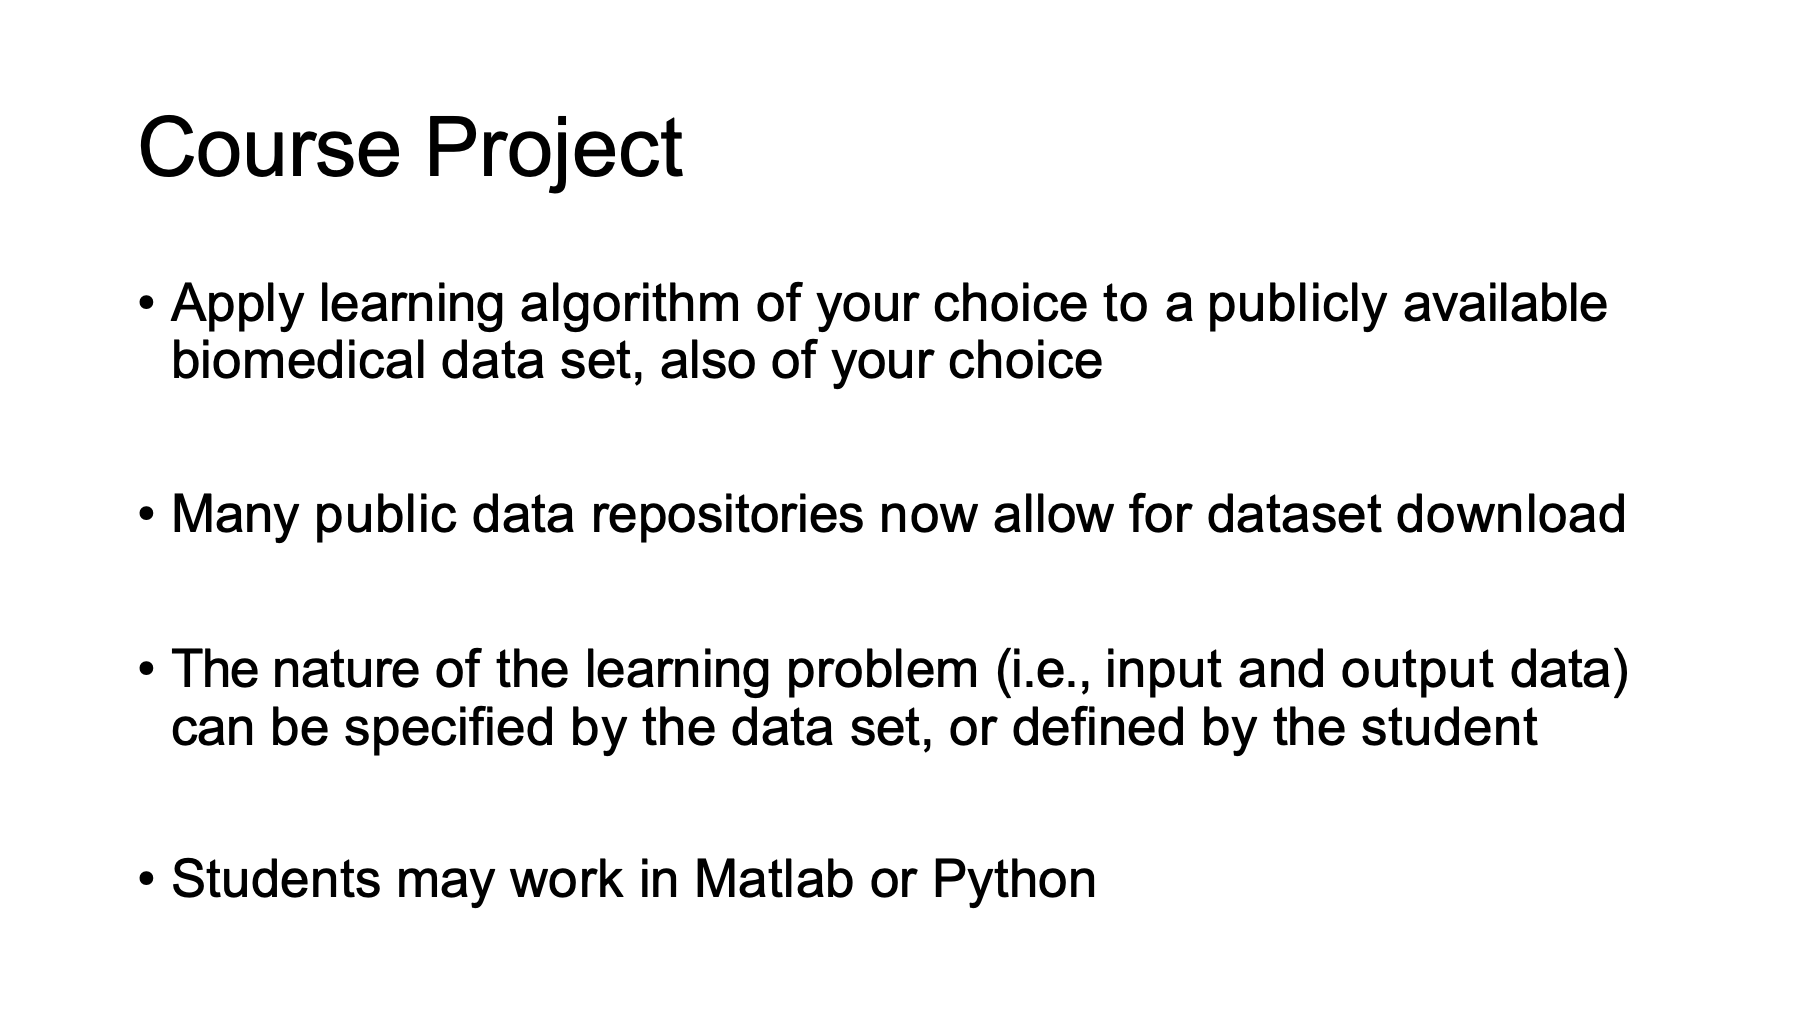 Course Project
• Apply learning algorithm of your choice to a publicly available
biomedical data set, also of your choice
• Many public data repositories now allow for dataset download
• The nature of the learning problem (i.e., input and output data)
can be specified by the data set, or defined by the student
• Students may work in Matlab or Python